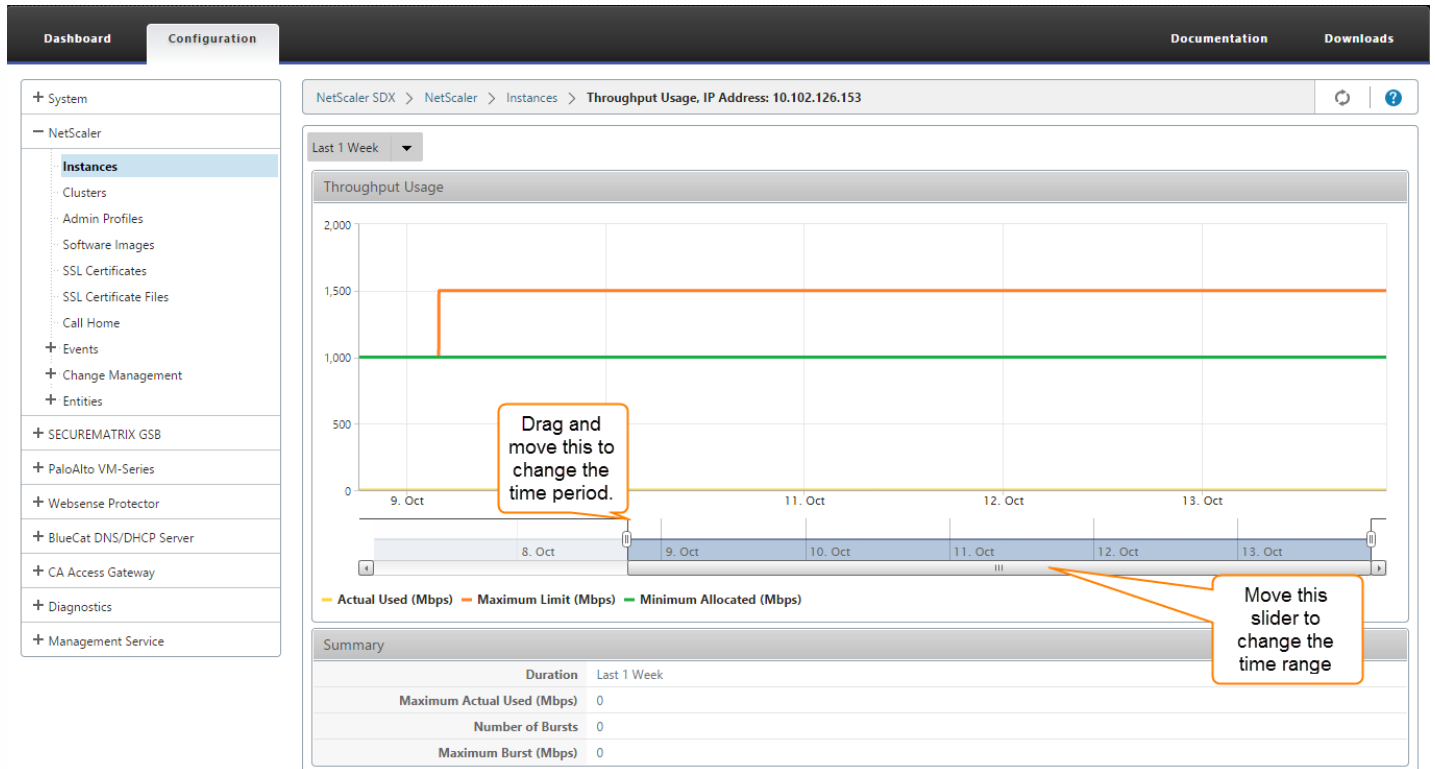 Dashboard Configuration Documentation Downloads
+ System
− NetScaler
Instances
Clusters
Admin Profiles
Software Images
SSL Certificates
SSL Certificate Files
Call Home
+ Events
+ Change Management
+ Entities
+ SECUREMATRIX GSB
+ PaloAlto VM-Series
+ Websense Protector
+ BlueCat DNS/DHCP Server
+ CA Access Gateway
+ Diagnostics
+ Management Service
NetScaler SDX > NetScaler > Instances > Throughput Usage, IP Address: 10.102.126.153 ?
Last 1 Week
Throughput Usage
2,000
1,500
1,000
500
0
Drag and
move this to
change the
time period.
9. Oct 11. Oct 12. Oct 13. Oct
8. Oct 9. Oct 10. Oct 11. Oct 12. Oct 13. Oct
Actual Used (Mbps) Maximum Limit (Mbps) Minimum Allocated (Mbps)
Move this
slider to
change the
time range
Summary
Duration Last 1 Week
Maximum Actual Used (Mbps) 0
Number of Bursts 0
Maximum Burst (Mbps) 0